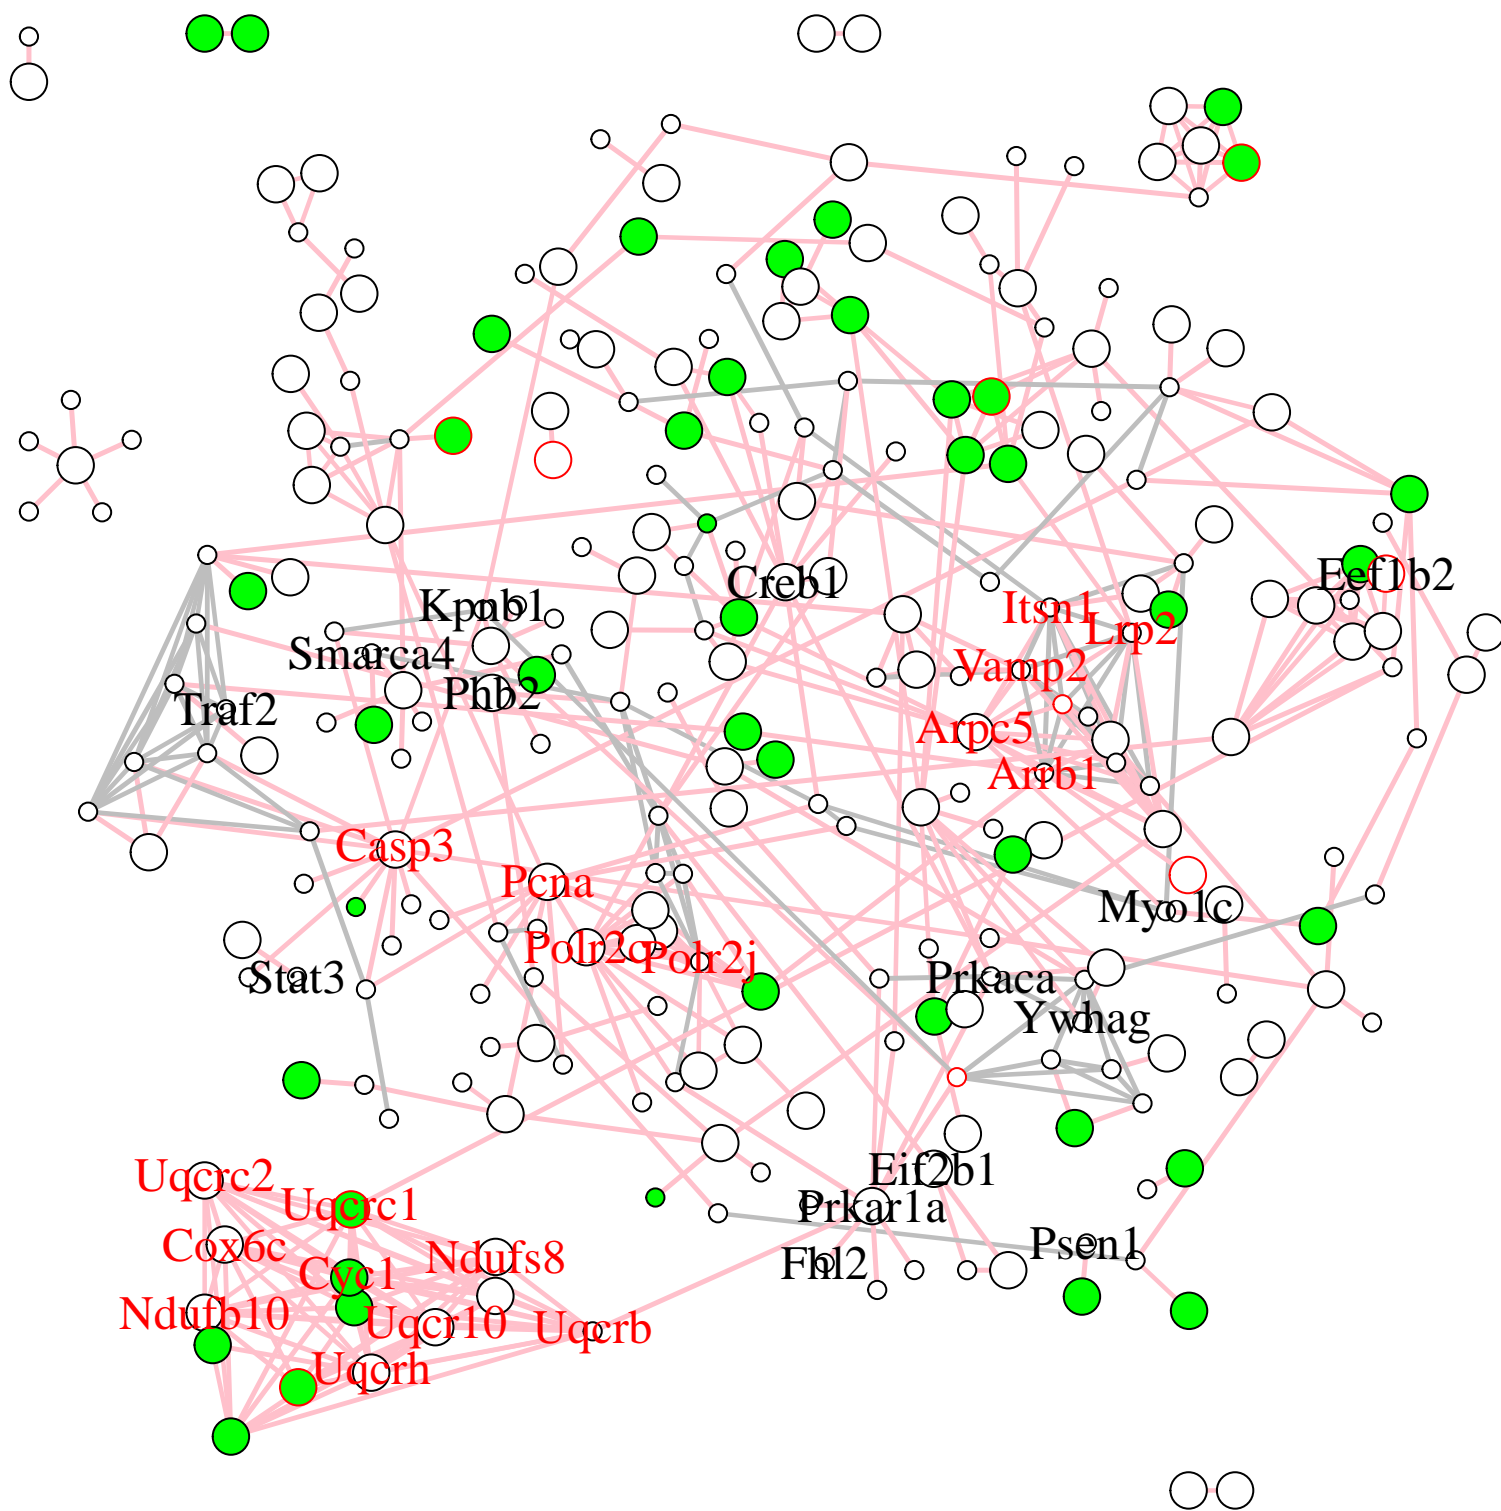 Eef1b2
Creb1
Kpnb1
Itsn1
Lrp2
Smarca4
Vamp2
Phb2
Traf2
Arpc5
Arrb1
Casp3
Pcna
Myo1c
Polr2c
Polr2j
Stat3
Prkaca
Ywhag
Eif2b1
Uqcrc2
Uqcrc1
Prkar1a
Cox6c
Psen1
Ndufs8
Fhl2
Cyc1
Ndufb10
Uqcr10
Uqcrb
Uqcrh